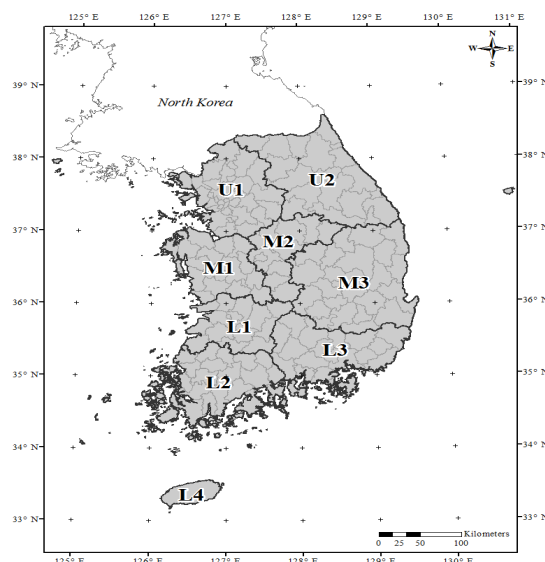 125° E 126° E 127° E 128° E 129° E 130° E 131° E
N
W E
S
39° N 39° N
North Korea
38° N 38° N
U1 U2
37° N 37° N
M2
M1 M3
36° N 36° N
L1 L3
35° N 35° N
L2
34° N 34° N
L4
33° N 33° N
Kilometers
0 25 50 100
125° E 126° E 127° E 128° E 129° E 130° E